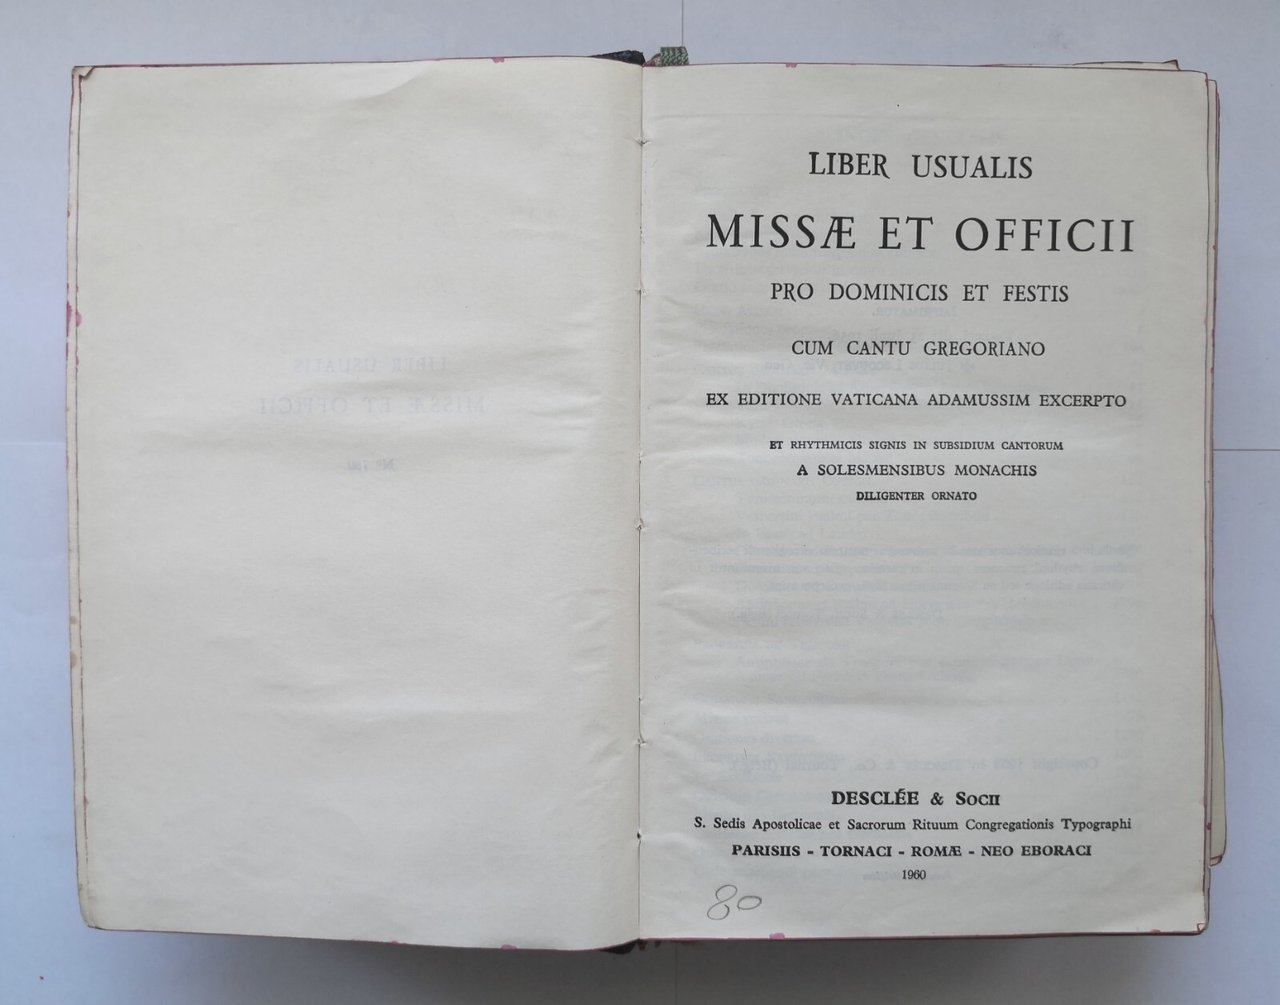 LIBER USUALIS
MISSÆ ET OFFICII
PRO DOMINICIS ET FESTIS
CUM CANTU GREGORIANO
EX EDITIONE VATICANA ADAMUSSIM EXCERPTO
ET RHYTHMICIS SIGNIS IN SUBSIDIUM CANTORUM
A SOLESMENSIBUS MONACHIS
DILIGENTER ORNATO
DESCLÉE & SOCII
S. Sedis Apostolicae et Sacrorum Rituum Congregationis Typographi
PARISIIS - TORNACI - ROMÆ - NEO EBORACI
1960
80